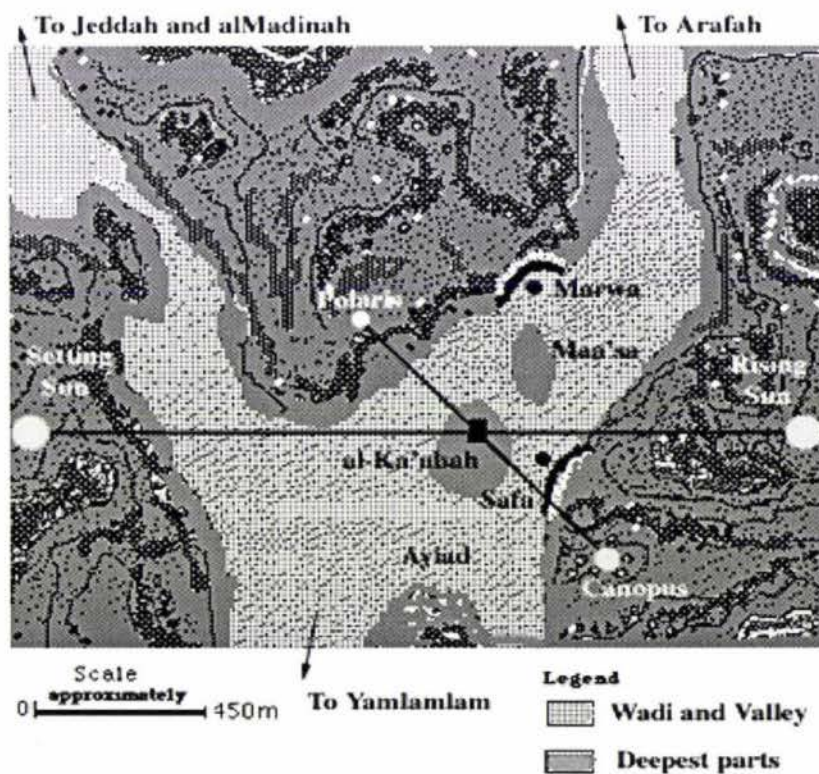 To Jeddah and alMadinah
To Arafah
Polaris
Marwa
Maa'sa
Setting
Sun
Rising
Sun
al-Ka'abah
Safa
Ayiad
Canopus
Scale
approximately
0 450m
To Yamlamlam
Legend
Wadi and Valley
Deepest parts